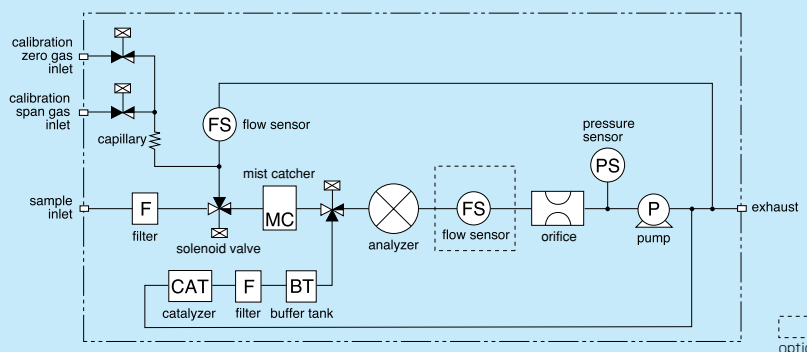 calibration
zero gas
inlet
calibration
span gas
inlet
capillary
FS
flow sensor
pressure
sensor
PS
mist catcher
sample
inlet
F
filter
solenoid valve
MC
analyzer
FS
flow sensor
orifice
P
pump
exhaust
CAT
catalyzer
F
filter
BT
buffer tank